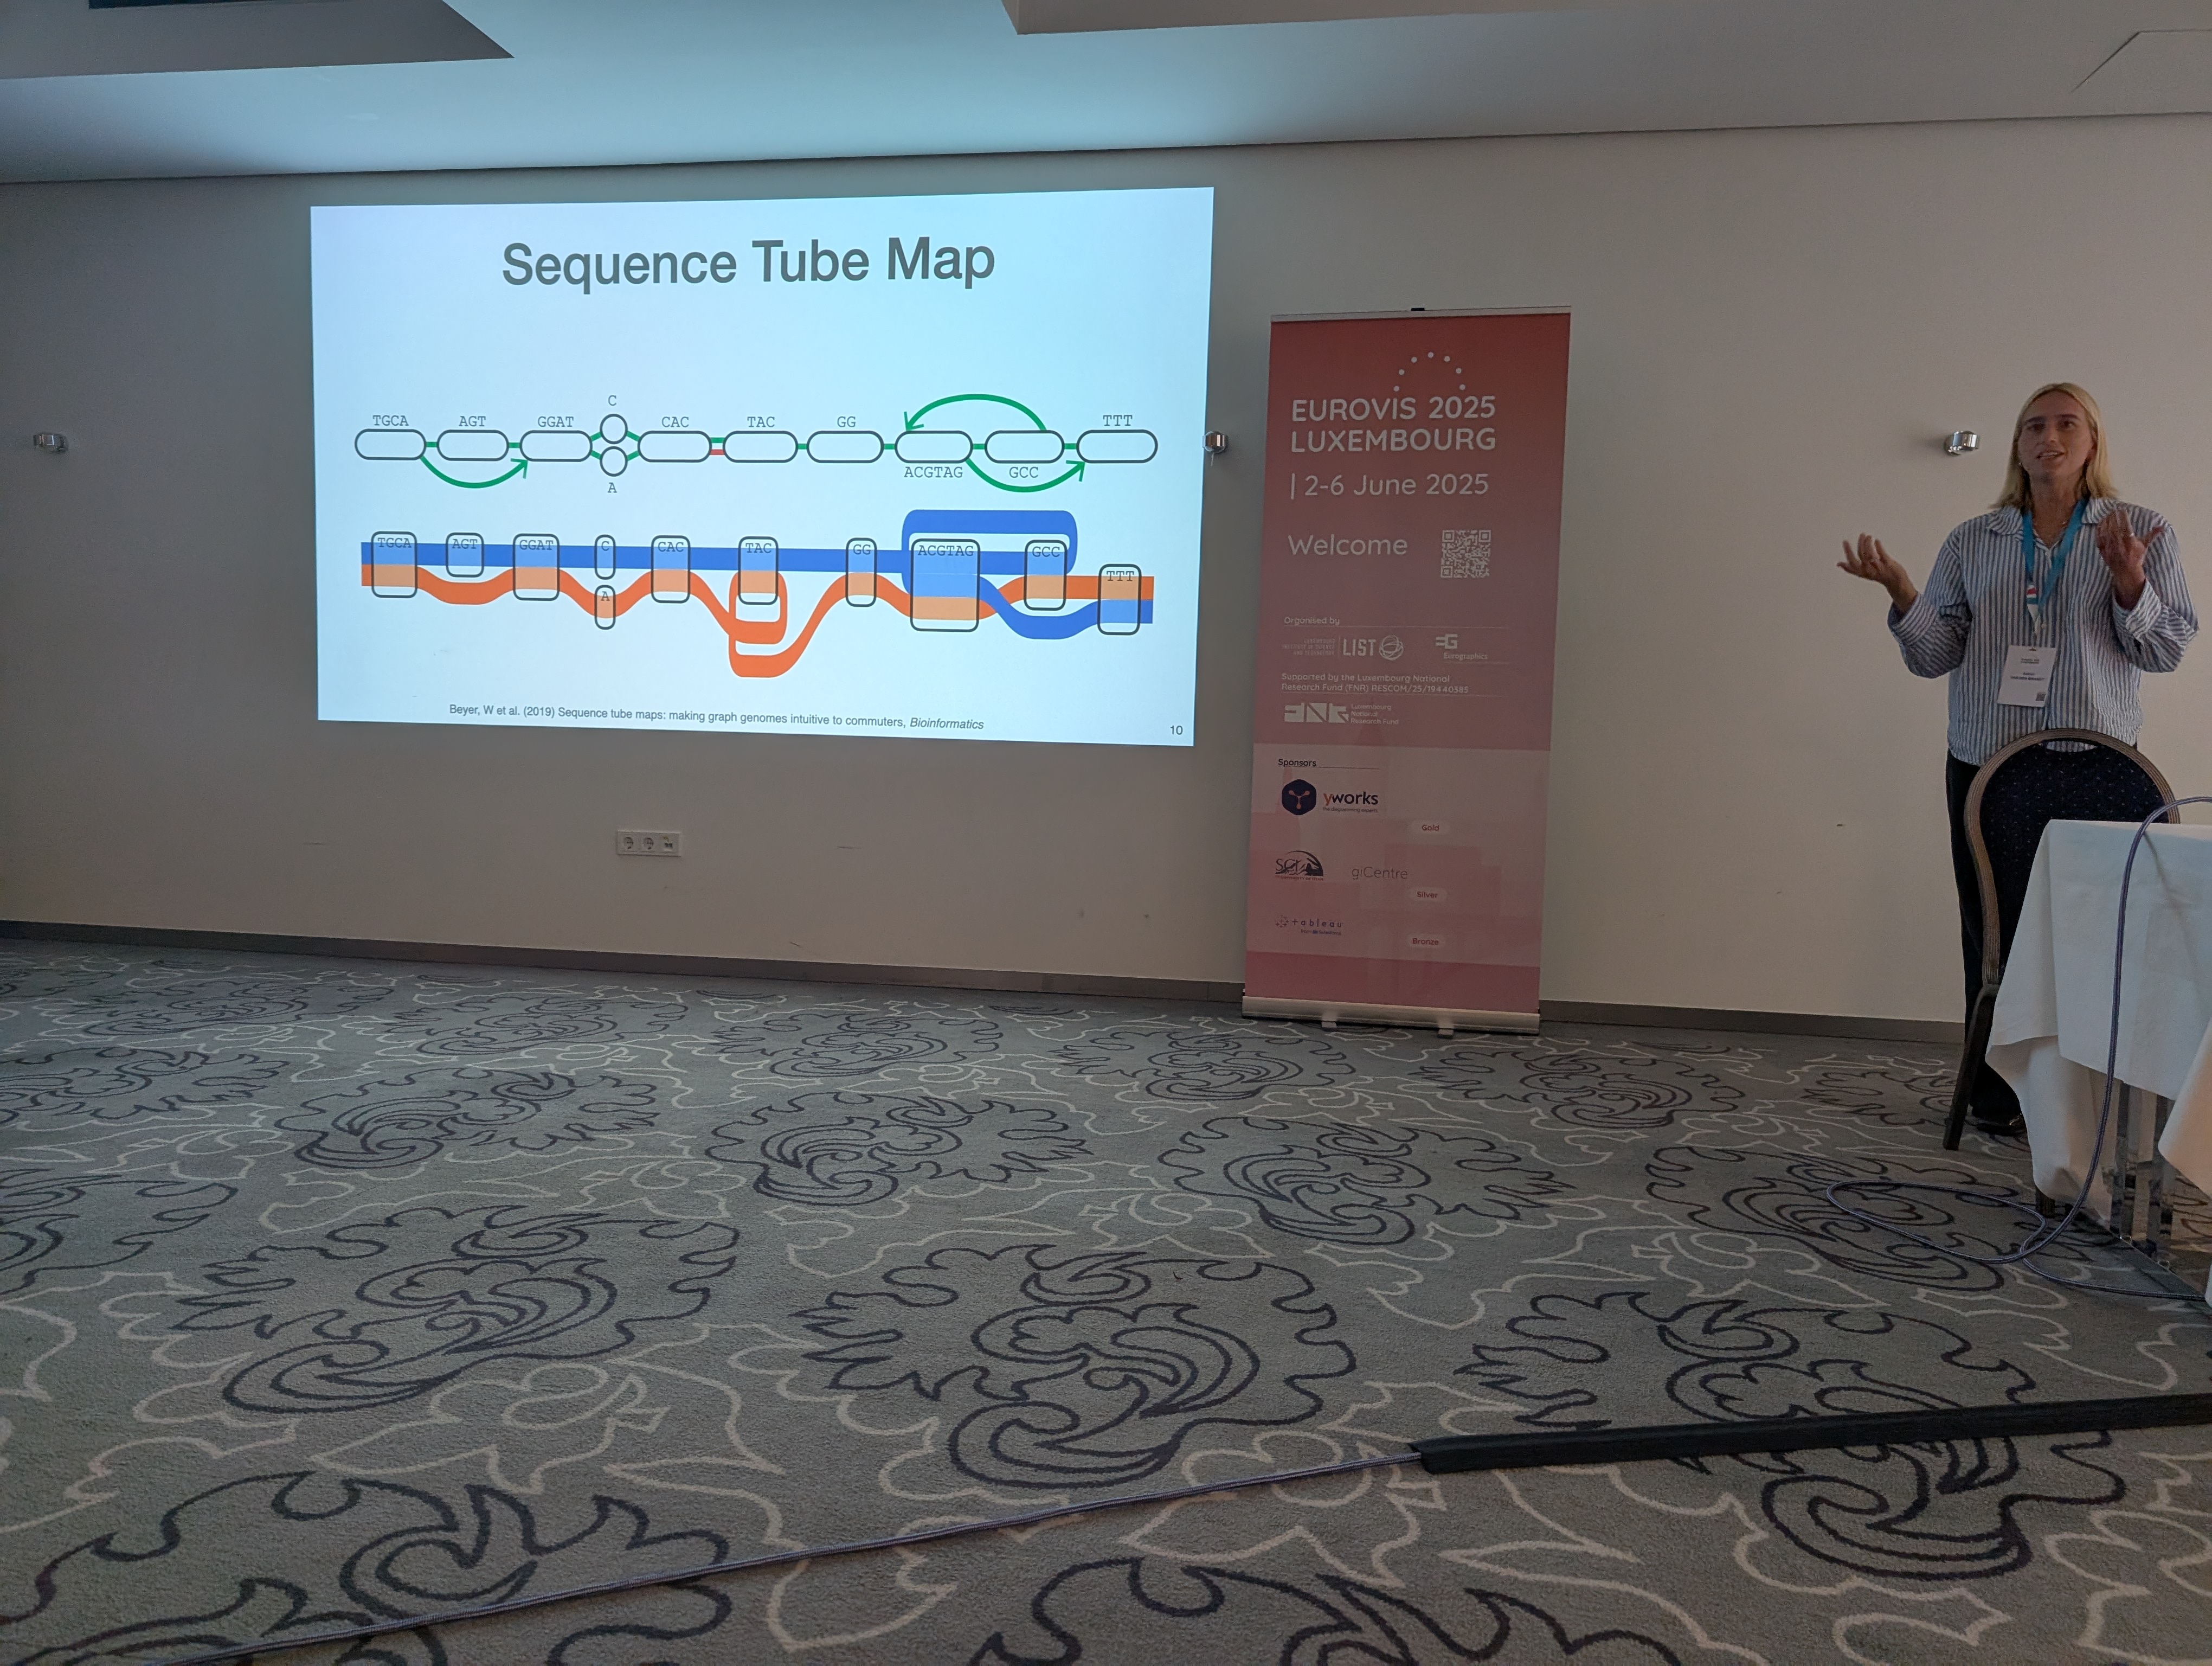 Sequence Tube Map
C
TGCA AGT GGAT CAC TAC GG TTT
ACGTAG GCC
A
TGCA AGT GGAT C CAC TAC GG ACGTAG GCC
TTT
A
Beyer, W et al. (2019) Sequence tube maps: making graph genomes intuitive to commuters, Bioinformatics
10
EUROVIS 2025
LUXEMBOURG
| 2-6 June 2025
Welcome
Organised by
LIST
EG
Eurographics
Supported by the Luxembourg National
Research Fund (FNR) RESCOM/25/19440385
FNR
Luxembourg
National
Research Fund
Sponsors
yworks
Gold
SCI
giCentre
Silver
tableau
Bronze